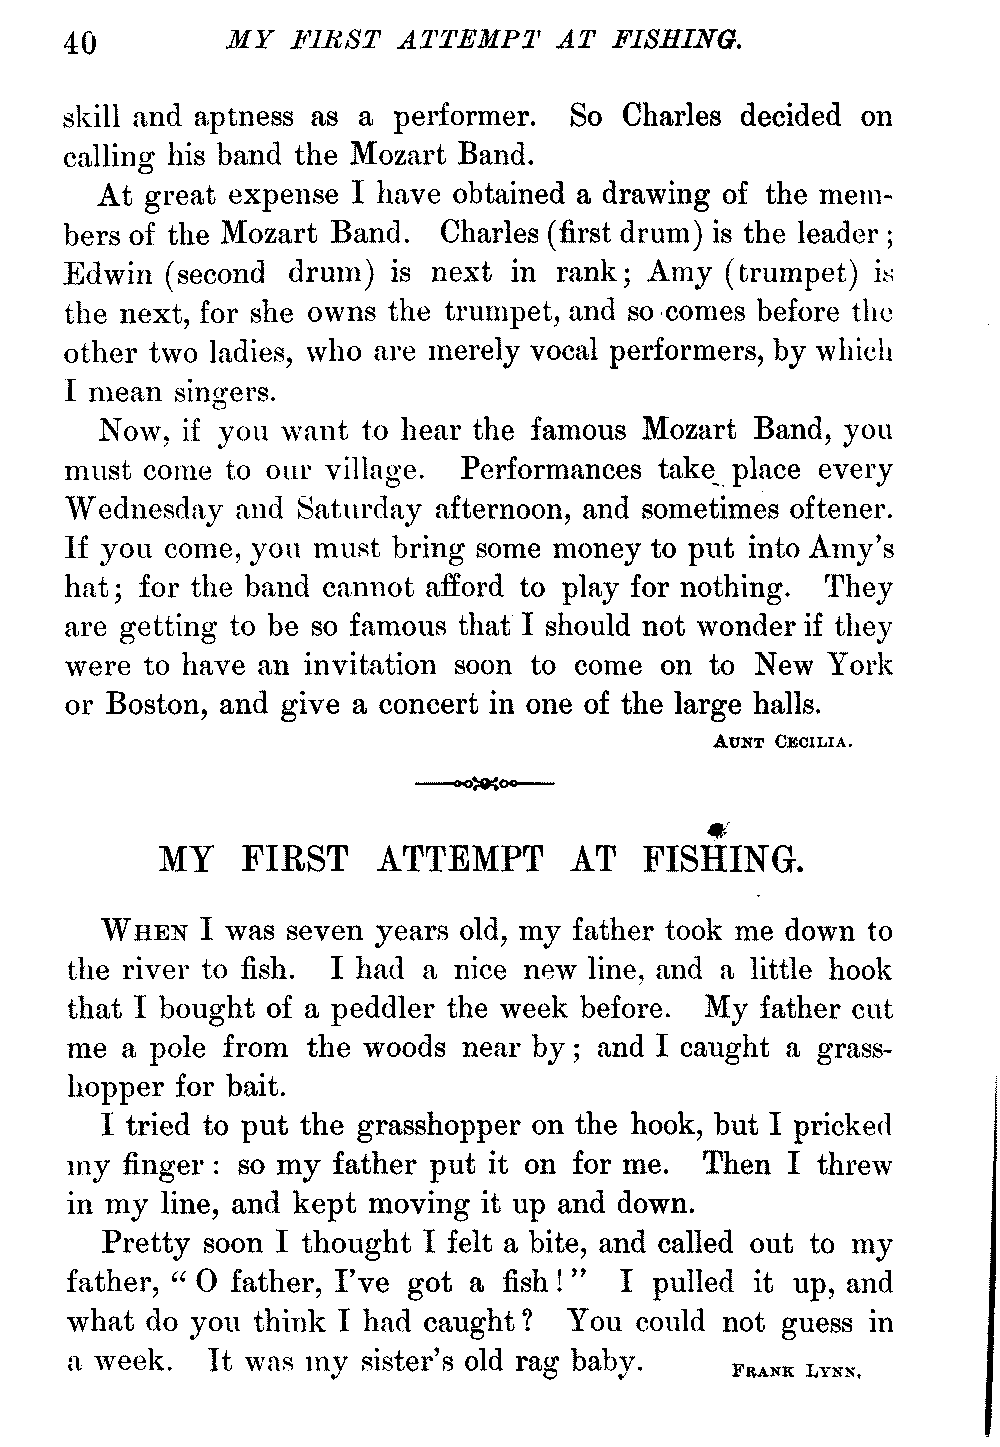 40 MY FIRST ATTEMPT AT FISHING.
skill and aptness as a performer. So Charles decided on
calling his band the Mozart Band.
At great expense I have obtained a drawing of the mem-
bers of the Mozart Band. Charles (first drum) is the leader;
Edwin (second drum) is next in rank; Amy (trumpet) is
the next, for she owns the trumpet, and so comes before the
other two ladies, who are merely vocal performers, by which
I mean singers.
Now, if you want to hear the famous Mozart Band, you
must come to our village. Performances take place every
Wednesday and Saturday afternoon, and sometimes oftener.
If you come, you must bring some money to put into Amy's
hat; for the band cannot afford to play for nothing. They
are getting to be so famous that I should not wonder if they
were to have an invitation soon to come on to New York
or Boston, and give a concert in one of the large halls.
AUNT CECILIA.
MY FIRST ATTEMPT AT FISHING.
WHEN I was seven years old, my father took me down to
the river to fish. I had a nice new line, and a little hook
that I bought of a peddler the week before. My father cut
me a pole from the woods near by; and I caught a grass-
hopper for bait.
I tried to put the grasshopper on the hook, but I pricked
my finger: so my father put it on for me. Then I threw
in my line, and kept moving it up and down.
Pretty soon I thought I felt a bite, and called out to my
father, "O father, I've got a fish!" I pulled it up, and
what do you think I had caught? You could not guess in
a week. It was my sister's old rag baby. FRANK LYNN.